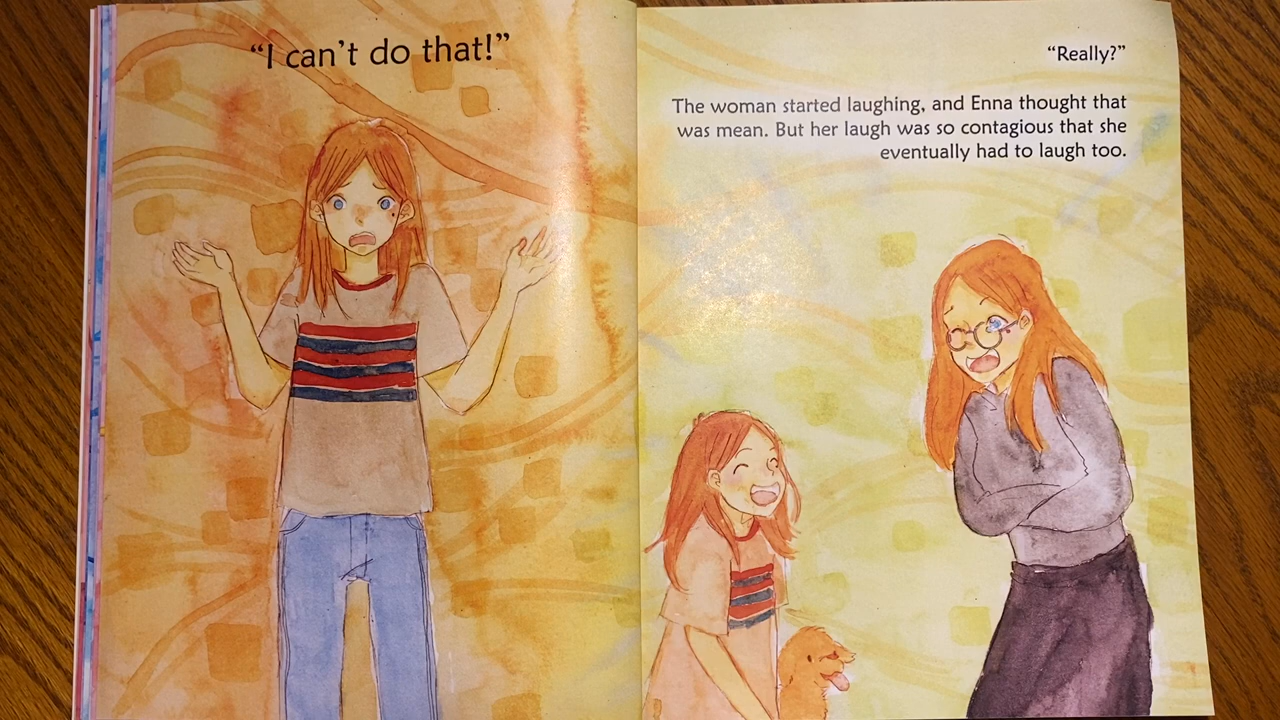 “I can’t do that!”
“Really?”
The woman started laughing, and Enna thought that
was mean. But her laugh was so contagious that she
eventually had to laugh too.